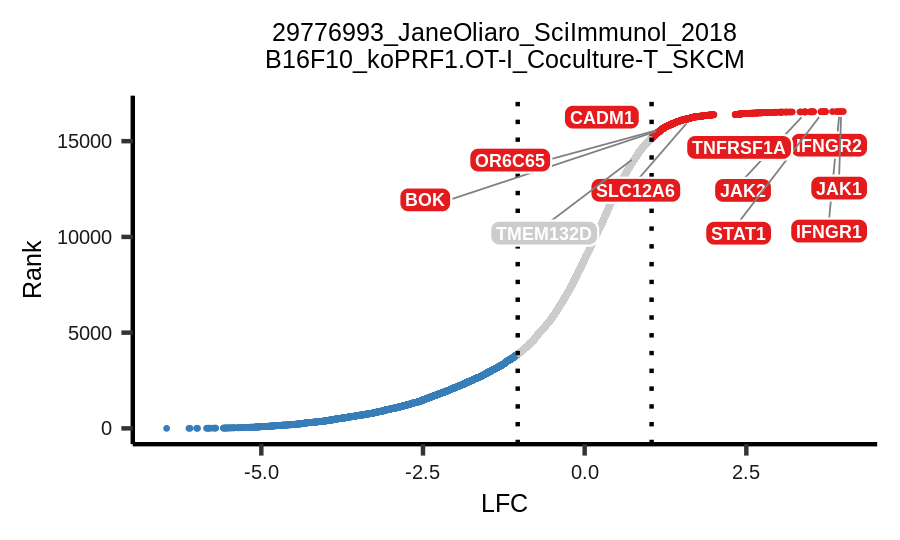 29776993_JaneOliaro_SciImmunol_2018
B16F10_koPRF1.OT-I_Coculture-T_SKCM
Rank
15000
10000
5000
0
CADM1
OR6C65
BOK
TMEM132D
SLC12A6
TNFRSF1A
IFNGR2
JAK2
JAK1
STAT1
IFNGR1
-5.0
-2.5
0.0
2.5
LFC